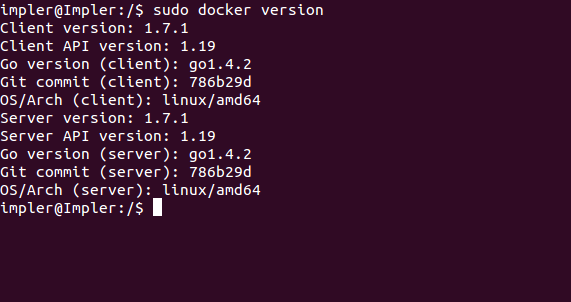 impler@Impler:/$ sudo docker version
Client version: 1.7.1
Client API version: 1.19
Go version (client): go1.4.2
Git commit (client): 786b29d
OS/Arch (client): linux/amd64
Server version: 1.7.1
Server API version: 1.19
Go version (server): go1.4.2
Git commit (server): 786b29d
OS/Arch (server): linux/amd64
impler@Impler:/$